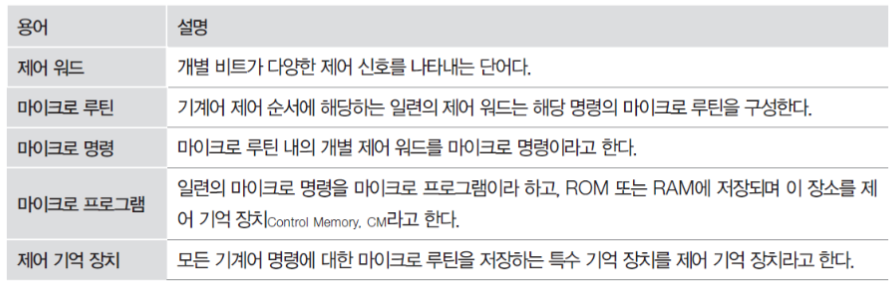 용어 설명
제어 워드 개별 비트가 다양한 제어 신호를 나타내는 단어다.
마이크로 루틴 기계어 제어 순서에 해당하는 일련의 제어 워드는 해당 명령의 마이크로 루틴을 구성한다.
마이크로 명령 마이크로 루틴 내의 개별 제어 워드를 마이크로 명령이라고 한다.
마이크로 프로그램 일련의 마이크로 명령을 마이크로 프로그램이라 하고, ROM 또는 RAM에 저장되며 이 장소를 제
어 기억 장치Control Memory, CM라고 한다.
제어 기억 장치 모든 기계어 명령에 대한 마이크로 루틴을 저장하는 특수 기억 장치를 제어 기억 장치라고 한다.